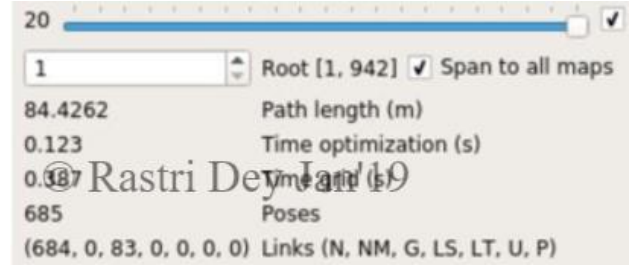 20
1 Root [1, 942] Span to all maps
84.4262 Path length (m)
0.123 Time optimization (s)
0.387 Time grid (s)
© Rastri Dey Jan'19
685 Poses
(684, 0, 83, 0, 0, 0, 0) Links (N, NM, G, LS, LT, U, P)